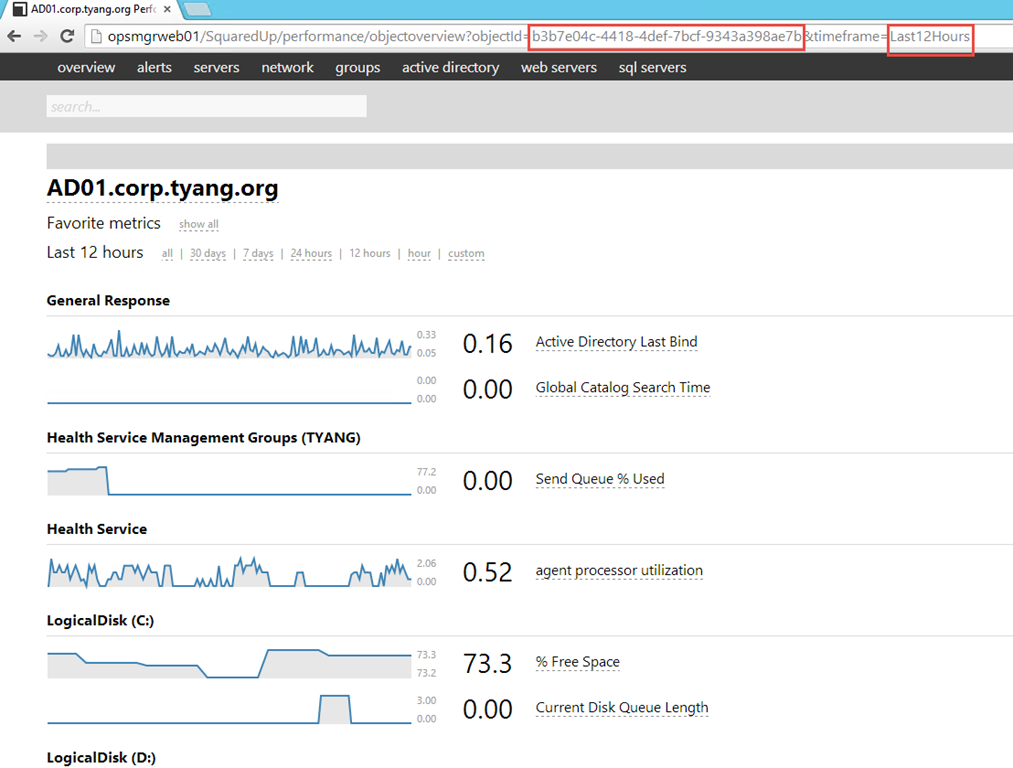 AD01.corp.tyang.org Perfo
opsmgrweb01/SquaredUp/performance/objectoverview?objectId=b3b7e04c-4418-4def-7bcf-9343a398ae7b&timeframe=Last12Hours
overview alerts servers network groups active directory web servers sql servers
search...
AD01.corp.tyang.org
Favorite metrics show all
Last 12 hours all | 30 days | 7 days | 24 hours | 12 hours | hour | custom
General Response
0.33
0.05
0.16 Active Directory Last Bind
0.00
0.00
0.00 Global Catalog Search Time
Health Service Management Groups (TYANG)
77.2
0.00
0.00 Send Queue % Used
Health Service
2.06
0.00
0.52 agent processor utilization
LogicalDisk (C:)
73.3
73.2
73.3 % Free Space
3.00
0.00
0.00 Current Disk Queue Length
LogicalDisk (D:)